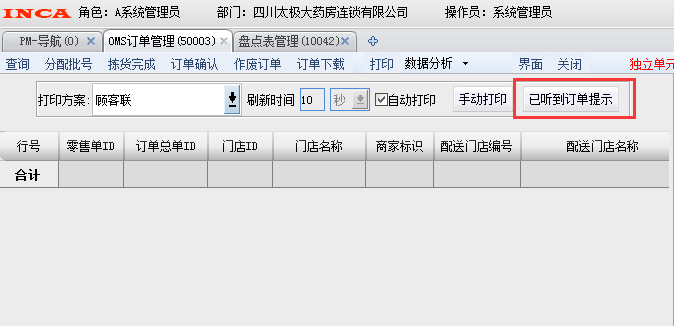 INCA 角色: A系统管理员 部门: 四川太极大药房连锁有限公司 操作员: 系统管理员
PM-导航(0) OMS订单管理(50003) 盘点表管理(10042)
查询 分配批号 拣货完成 订单确认 作废订单 订单下载 打印 数据分析 界面 关闭 独立单元
打印方案: 顾客联 刷新时间 10 秒 自动打印 手动打印 已听到订单提示
行号 零售单ID 订单总单ID 门店ID 门店名称 商家标识 配送门店编号 配送门店名称
合计